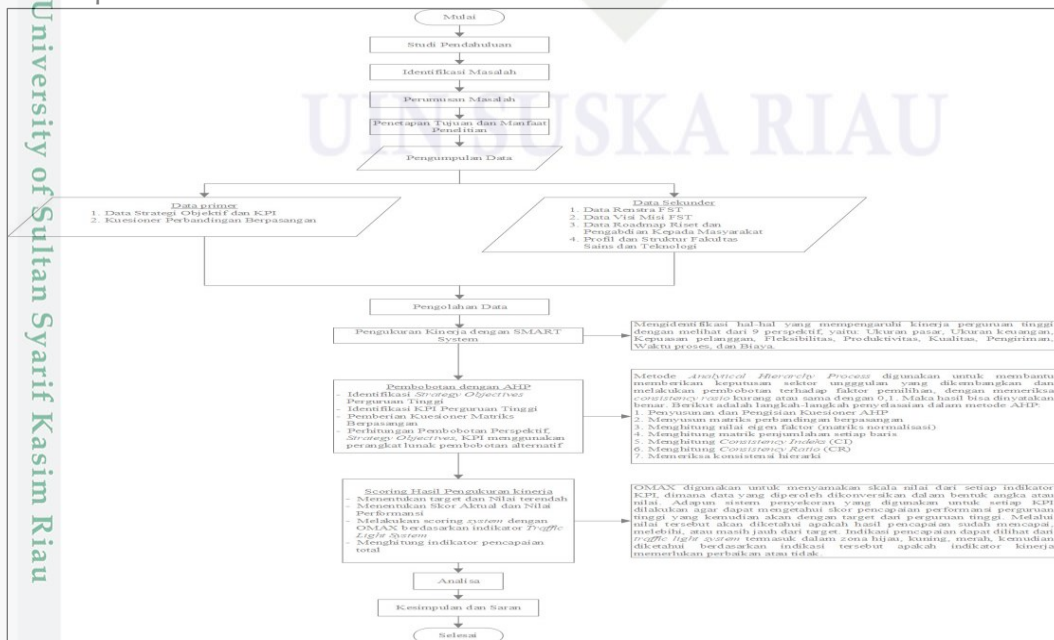 University of Sultan Syarif Kasim Riau
UIN SUSKA RIAU
Mulai
Studi Pendahuluan
Identifikasi Masalah
Perumusan Masalah
Penetapan Tujuan dan Manfaat
Penelitian
Pengumpulan Data
Data primer
1. Data Strategi Objektif dan KPI
2. Kuesioner Perbandingan Berpasangan
Data Sekunder
1. Data Renstra FST
2. Data Visi Misi FST
3. Data Roadmap Riset dan
Pengabdian Kepada Masyarakat
4. Profil dan Struktur Fakultas
Sains dan Teknologi
Pengolahan Data
Pengukuran Kinerja dengan SMART
System
Mengidentifikasi hal-hal yang mempengaruhi kinerja perguruan tinggi
dengan melihat dari 9 perspektif, yaitu: Ukuran pasar, Ukuran keuangan,
Kepuasan pelanggan, Fleksibilitas, Produktivitas, Kualitas, Pengiriman,
Waktu proses, dan Biaya.
Pembobotan dengan AHP
- Identifikasi Strategy Objectives
Perguruan Tinggi
- Identifikasi KPI Perguruan Tinggi
- Pemberian Kuesioner Matriks
Berpasangan
- Perhitungan Pembobotan Perspektif,
Strategy Objectives, KPI menggunakan
perangkat lunak pembobotan alternatif
Metode Analytical Hierarchy Process digunakan untuk membantu
memberikan keputusan sektor ungggulan yang dikembangkan dan
melakukan pembobotan terhadap faktor pemilihan, dengan memeriksa
consistency rasio kurang atau sama dengan 0,1. Maka hasil bisa dinyatakan
benar. Berikut adalah langkah-langkah penyelesaian dalam metode AHP:
1. Penyusunan dan Pengisian Kuesioner AHP
2. Menyusun matriks perbandingan berpasangan
3. Menghitung nilai eigen faktor (matriks normalisasi)
4. Menghitung matrik penjumlahan setiap baris
5. Menghitung Consistency Indeks (CI)
6. Menghitung Consistency Ratio (CR)
7. Memeriksa konsistensi hierarki
Scoring Hasil Pengukuran kinerja
- Menentukan target dan Nilai terendah
- Menentukan Skor Aktual dan Nilai
Performansi
- Melakukan scoring system dengan
OMAX berdasarkan indikator Traffic
Light System
- Menghitung indikator pencapaian
total
OMAX digunakan untuk menyamakan skala nilai dari setiap indikator
KPI, dimana data yang diperoleh dikonversikan dalam bentuk angka atau
nilai. Adapun sistem penyekoran yang digunakan untuk setiap KPI
dilakukan agar dapat mengetahui skor pencapaian performansi perguruan
tinggi yang kemudian akan dengan target dari perguruan tinggi. Melalui
nilai tersebut akan diketahui apakah hasil pencapaian sudah mencapai,
melebihi, atau masih jauh dari target. Indikasi pencapaian dapat dilihat dari
traffic light system termasuk dalam zona hijau, kuning, merah, kemudian
diketahui berdasarkan indikasi tersebut apakah indikator kinerja
memerlukan perbaikan atau tidak.
Analisa
Kesimpulan dan Saran
Selesai